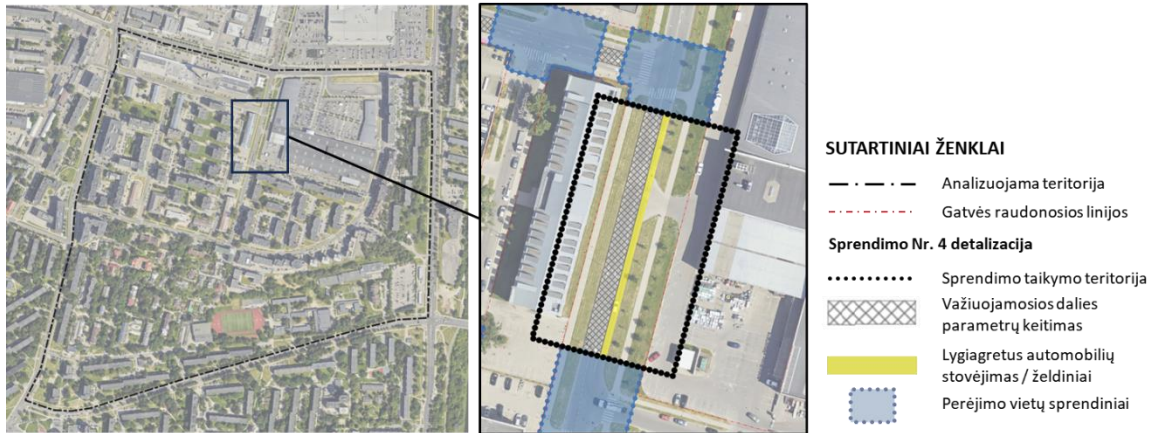 SUTARTINIAI ŽENKLAI
Analizuojama teritorija
Gatvės raudonosios linijos
Sprendimo Nr. 4 detalizacija
Sprendimo taikymo teritorija
Važiuojamosios dalies
parametrų keitimas
Lygiagretus automobilių
stovėjimas / želdiniai
Perėjimo vietų sprendiniai